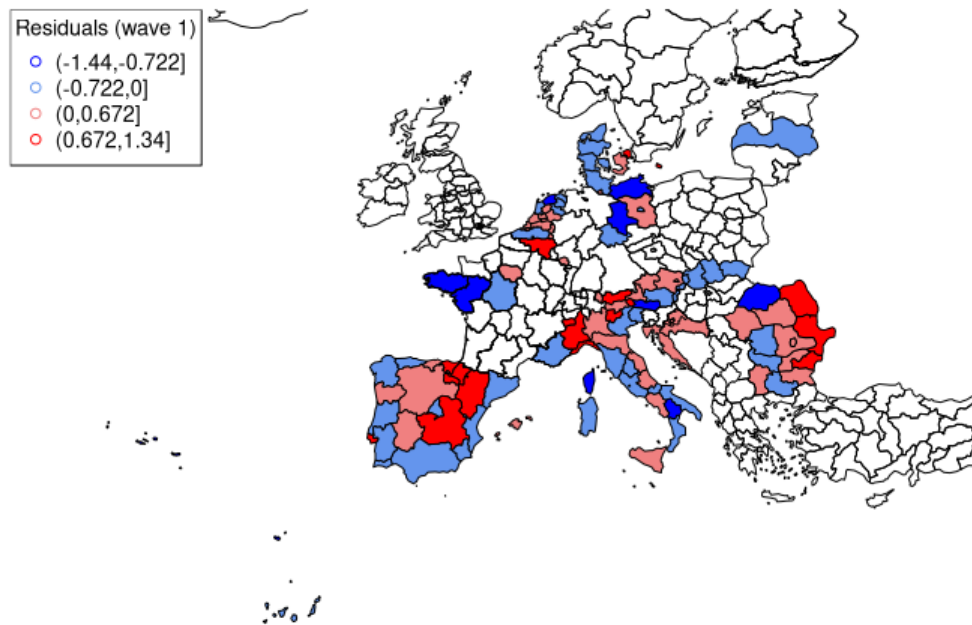 Residuals (wave 1)
(-1.44,-0.722]
(-0.722,0]
(0,0.672]
(0.672,1.34]